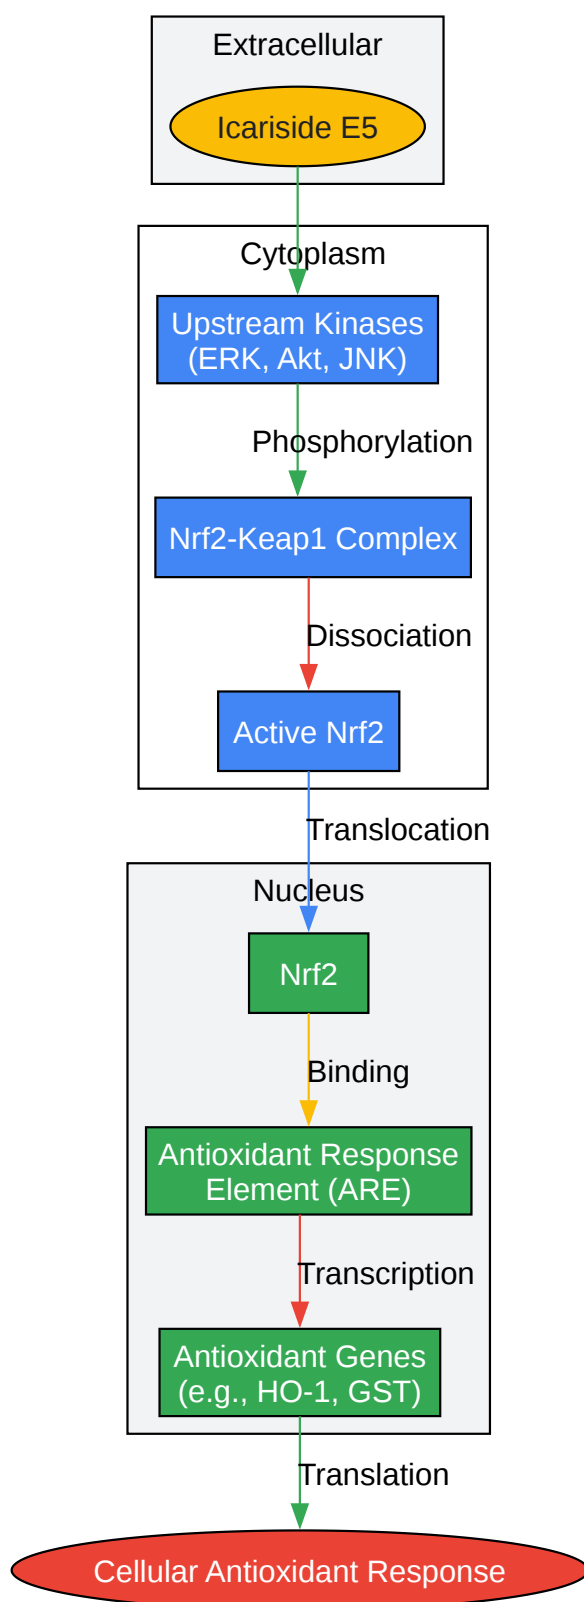 Extracellular
Icariside E5
Cytoplasm
Upstream Kinases
(ERK, Akt, JNK)
Phosphorylation
Nrf2-Keap1 Complex
Dissociation
Active Nrf2
Translocation
Nucleus
Nrf2
Binding
Antioxidant Response
Element (ARE)
Transcription
Antioxidant Genes
(e.g., HO-1, GST)
Translation
Cellular Antioxidant Response